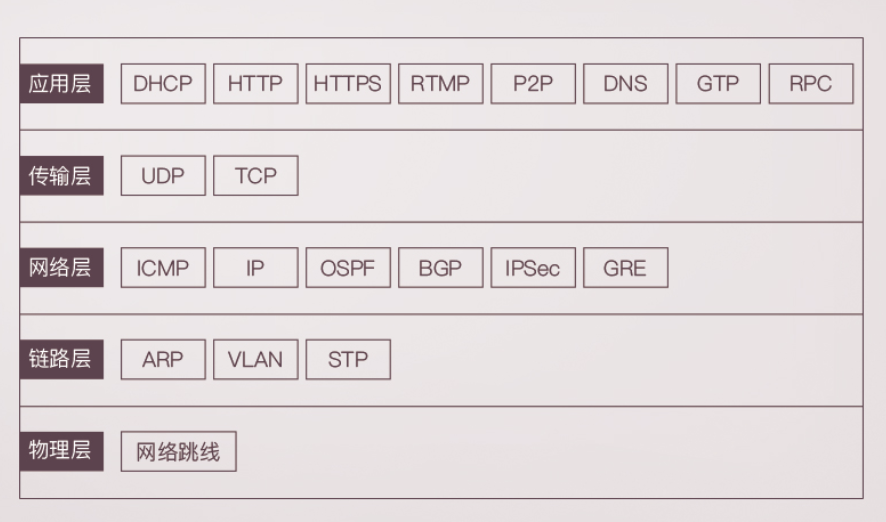 应用层 DHCP HTTP HTTPS RTMP P2P DNS GTP RPC
传输层 UDP TCP
网络层 ICMP IP OSPF BGP IPSec GRE
链路层 ARP VLAN STP
物理层 网络跳线